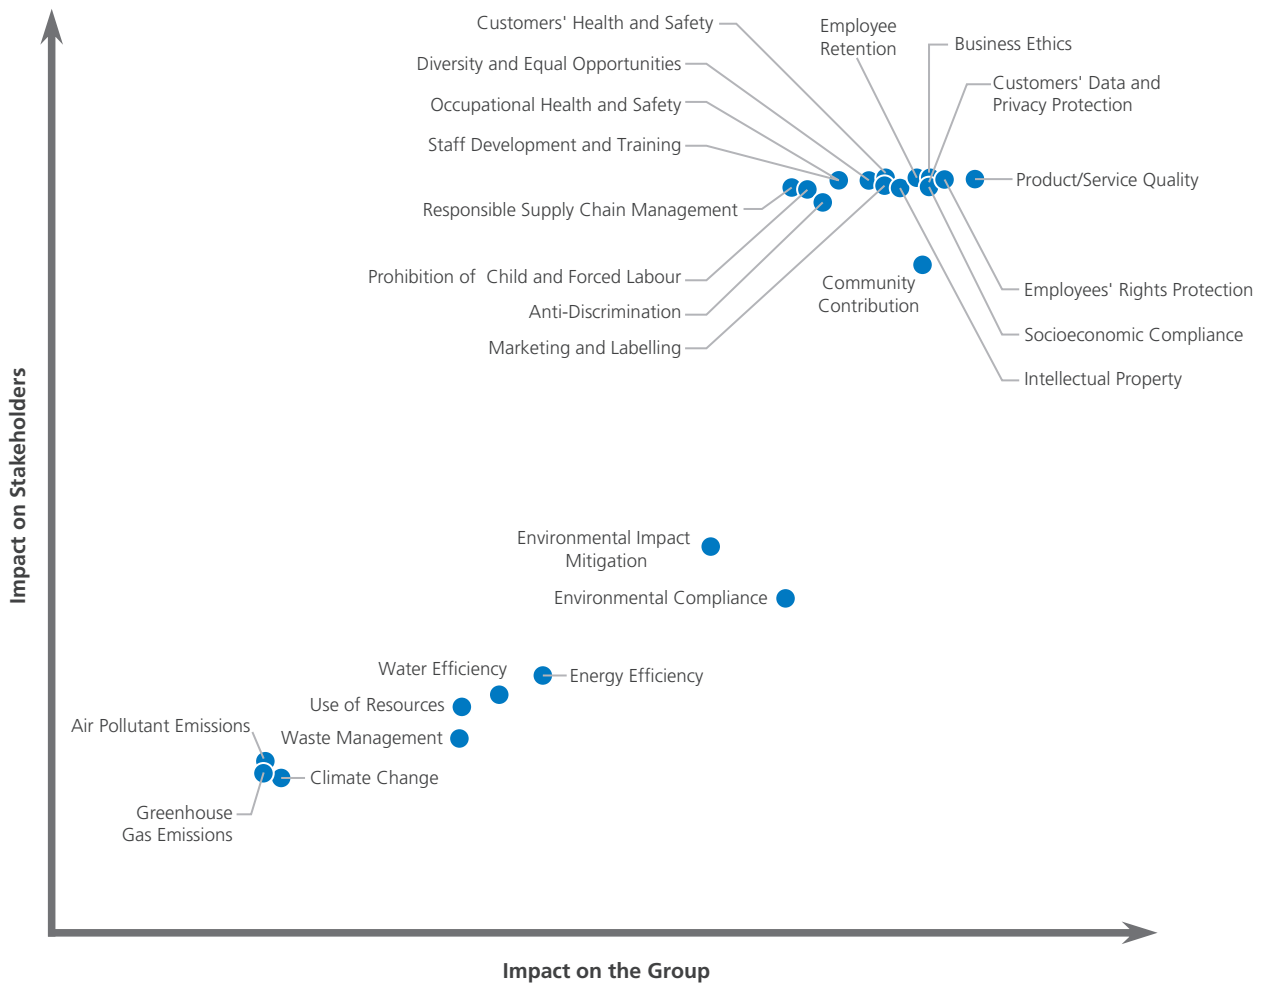 Customers' Health and Safety
Employee
Retention
Business Ethics
Diversity and Equal Opportunities
Customers' Data and
Privacy Protection
Occupational Health and Safety
Staff Development and Training
Product/Service Quality
Responsible Supply Chain Management
Prohibition of  Child and Forced Labour
Community
Contribution
Employees' Rights Protection
Anti-Discrimination
Socioeconomic Compliance
Marketing and Labelling
Intellectual Property
Impact on Stakeholders
Environmental Impact
Mitigation
Environmental Compliance
Water Efficiency
Energy Efficiency
Use of Resources
Air Pollutant Emissions
Waste Management
Climate Change
Greenhouse
Gas Emissions
Impact on the Group